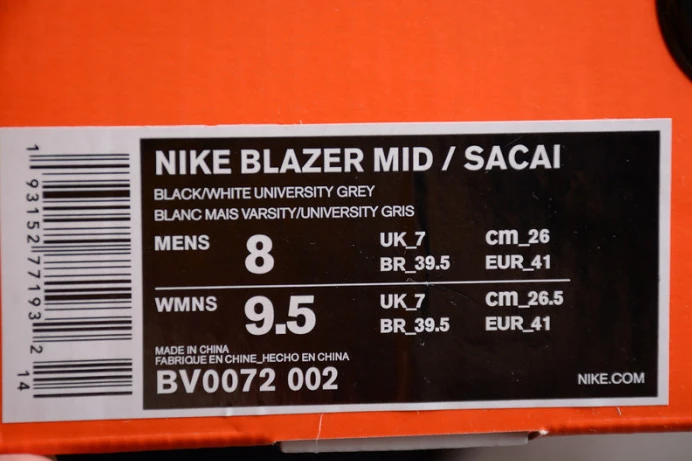 NIKE BLAZER MID / SACAI
BLACK/WHITE UNIVERSITY GREY
BLANC MAIS VARSITY/UNIVERSITY GRIS
MENS 8 UK_7 cm_26
BR_39.5 EUR_41
WMNS 9.5 UK_7 cm_26.5
BR_39.5 EUR_41
MADE IN CHINA
FABRIQUE EN CHINE_HECHO EN CHINA
BV0072 002
NIKE.COM
1 93152 77193 2 14